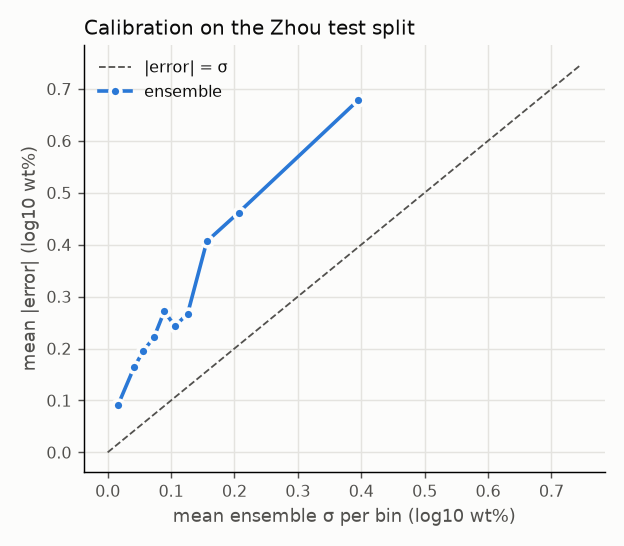 Calibration on the Zhou test split
|error| = σ
ensemble
mean |error| (log10 wt%)
0.7
0.6
0.5
0.4
0.3
0.2
0.1
0.0
0.0 0.1 0.2 0.3 0.4 0.5 0.6 0.7
mean ensemble σ per bin (log10 wt%)